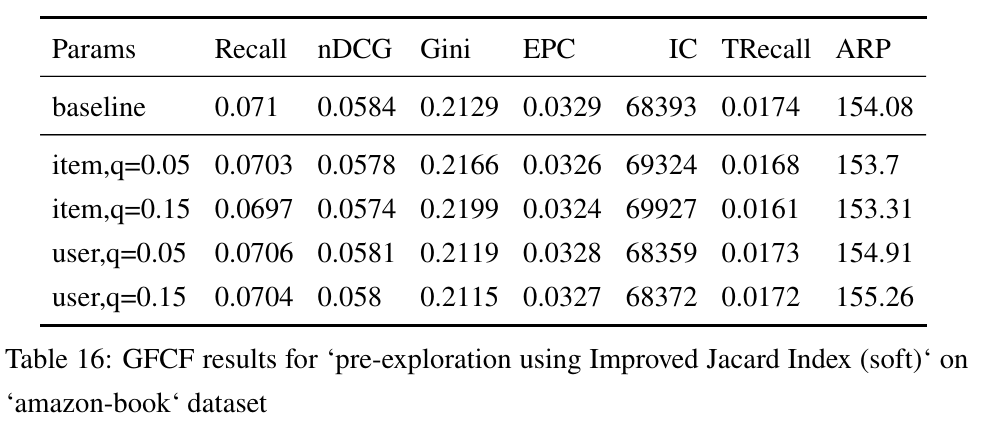 Params Recall nDCG Gini EPC IC TRecall ARP
baseline 0.071 0.0584 0.2129 0.0329 68393 0.0174 154.08
item,q=0.05 0.0703 0.0578 0.2166 0.0326 69324 0.0168 153.7
item,q=0.15 0.0697 0.0574 0.2199 0.0324 69927 0.0161 153.31
user,q=0.05 0.0706 0.0581 0.2119 0.0328 68359 0.0173 154.91
user,q=0.15 0.0704 0.058 0.2115 0.0327 68372 0.0172 155.26
Table 16: GFCF results for ‘pre-exploration using Improved Jacard Index (soft)‘ on
‘amazon-book‘ dataset